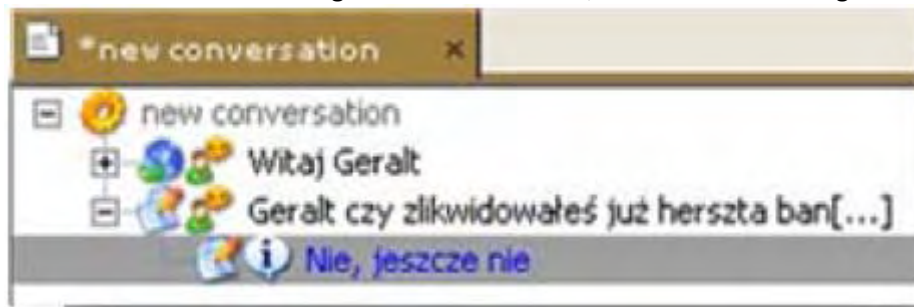 *new conversation
new conversation
Witaj Geralt
Geralt czy zlikwidowałeś już herszta ban[...]
Nie, jeszcze nie